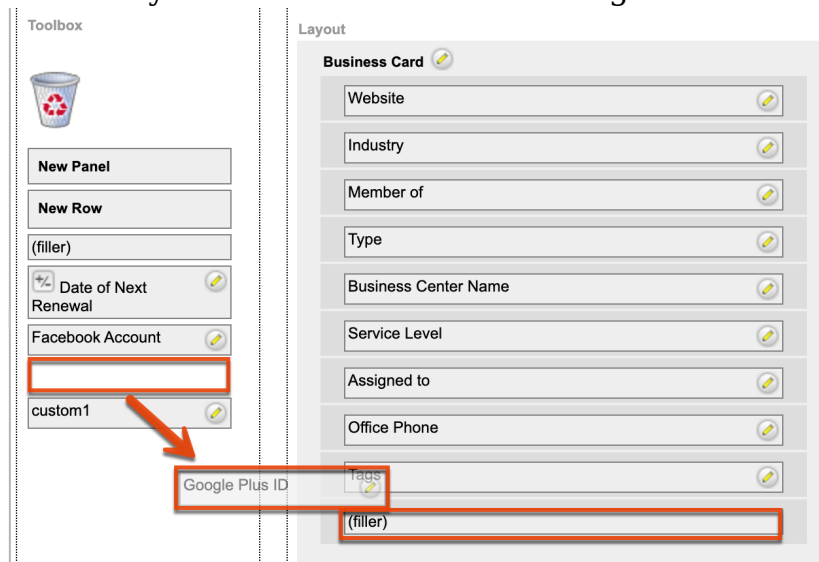 Toolbox
New Panel
New Row
(filler)
Date of Next
Renewal
Facebook Account
custom1
Google Plus ID
Layout
Business Card
Website
Industry
Member of
Type
Business Center Name
Service Level
Assigned to
Office Phone
Tags
(filler)